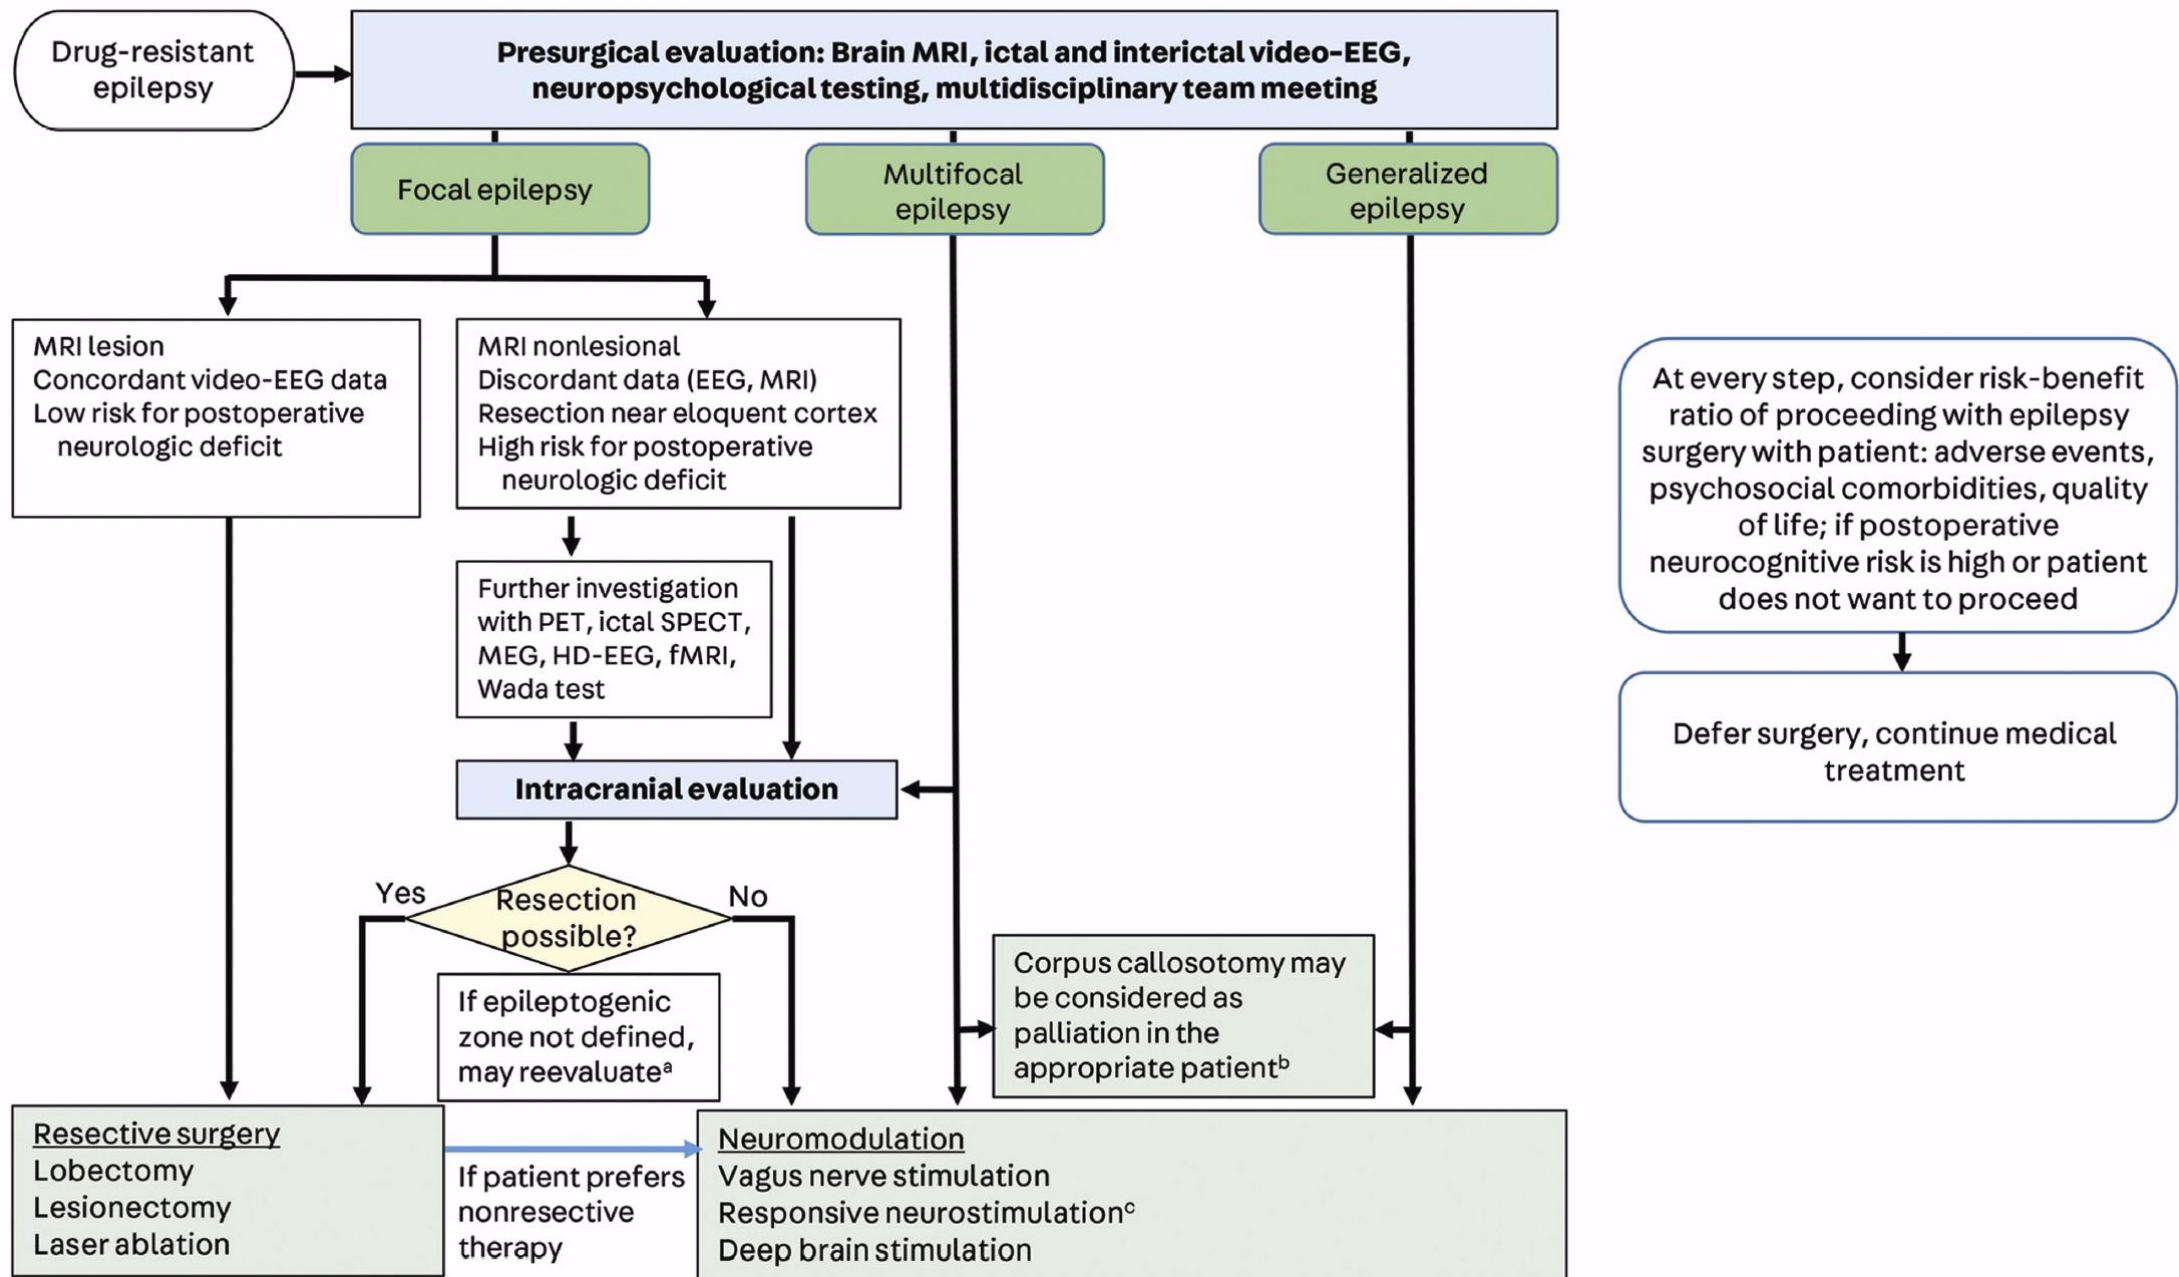 Drug-resistant
epilepsy
Presurgical evaluation: Brain MRI, ictal and interictal video-EEG,
neuropsychological testing, multidisciplinary team meeting
Focal epilepsy
Multifocal
epilepsy
Generalized
epilepsy
MRI lesion
Concordant video-EEG data
Low risk for postoperative
neurologic deficit
MRI nonlesional
Discordant data (EEG, MRI)
Resection near eloquent cortex
High risk for postoperative
neurologic deficit
At every step, consider risk-benefit
ratio of proceeding with epilepsy
surgery with patient: adverse events,
psychosocial comorbidities, quality
of life; if postoperative
neurocognitive risk is high or patient
does not want to proceed
Further investigation
with PET, ictal SPECT,
MEG, HD-EEG, fMRI,
Wada test
Defer surgery, continue medical
treatment
Intracranial evaluation
Yes
Resection
possible?
No
If epileptogenic
zone not defined,
may reevaluateᵃ
Corpus callosotomy may
be considered as
palliation in the
appropriate patientᵇ
Resective surgery
Lobectomy
Lesionectomy
Laser ablation
If patient prefers
nonresective
therapy
Neuromodulation
Vagus nerve stimulation
Responsive neurostimulationᶜ
Deep brain stimulation